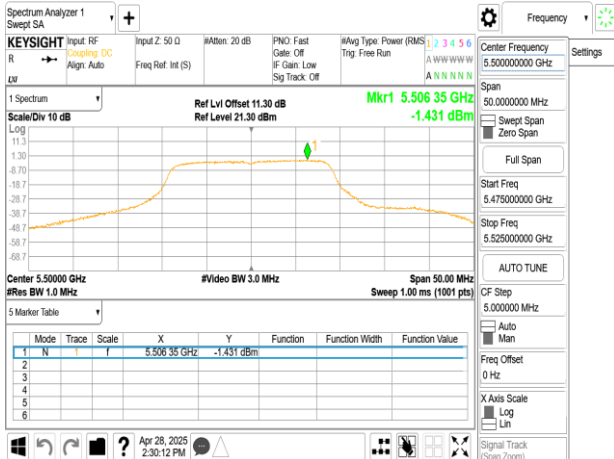 Spectrum Analyzer 1
Swept SA
+
Frequency
Settings
KEYSIGHT Input: RF Input Z: 50 Ω #Atten: 20 dB PNO: Fast #Avg Type: Power (RMS 1 2 3 4 5 6
R Coupling: DC Gate: Off Trig: Free Run A W W W W W
Align: Auto Freq Ref: Int (S) IF Gain: Low
Sig Track: Off A N N N N N
LXI
1 Spectrum
Ref Lvl Offset 11.30 dB Mkr1 5.506 35 GHz
Scale/Div 10 dB Ref Level 21.30 dBm -1.431 dBm
Log
11.3
1.30
-8.70
-18.7
-28.7
-38.7
-48.7
-58.7
-68.7
1
Center 5.50000 GHz #Video BW 3.0 MHz Span 50.00 MHz
#Res BW 1.0 MHz Sweep 1.00 ms (1001 pts)
5 Marker Table
Mode Trace Scale X Y Function Function Width Function Value
1 N 1 f 5.506 35 GHz -1.431 dBm
2
3
4
5
6
Apr 28, 2025
2:30:12 PM
?
Center Frequency
5.500000000 GHz
Span
50.0000000 MHz
Swept Span
Zero Span
Full Span
Start Freq
5.475000000 GHz
Stop Freq
5.525000000 GHz
AUTO TUNE
CF Step
5.000000 MHz
Auto
Man
Freq Offset
0 Hz
X Axis Scale
Log
Lin
Signal Track
(Span Zoom)